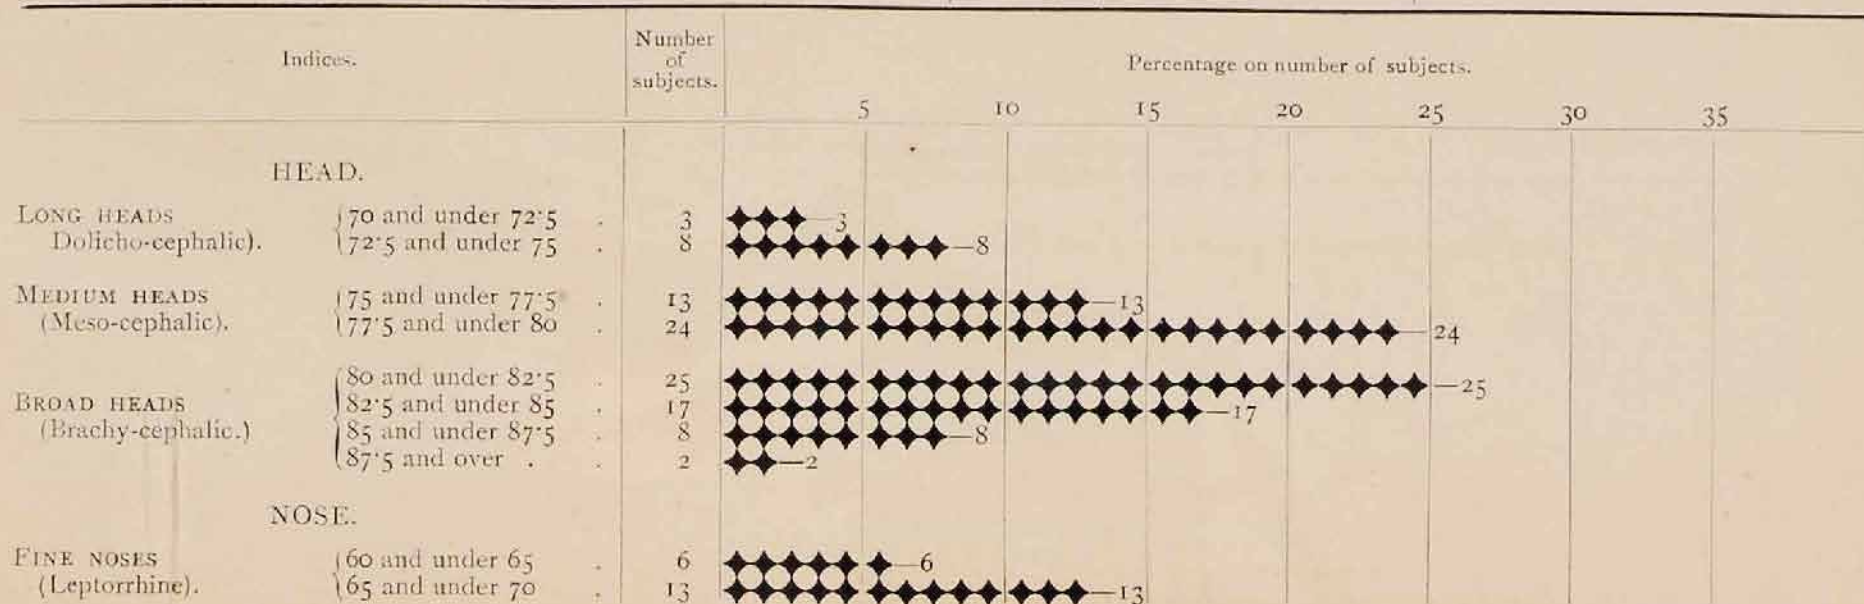 Indices.
Number
of
subjects.
Percentage on number of subjects.
5 10 15 20 25 30 35
HEAD.
LONG HEADS {70 and under 72·5 . 3 —3
Dolicho-cephalic). {72·5 and under 75 . 8 —8
MEDIUM HEADS {75 and under 77·5 . 13 —13
(Meso-cephalic). {77·5 and under 80 . 24 —24
{80 and under 82·5 . 25 —25
BROAD HEADS {82·5 and under 85 . 17 —17
(Brachy-cephalic.) {85 and under 87·5 . 8 —8
{87·5 and over . . 2 —2
NOSE.
FINE NOSES {60 and under 65 . 6 —6
(Leptorrhine). {65 and under 70 . 13 —13